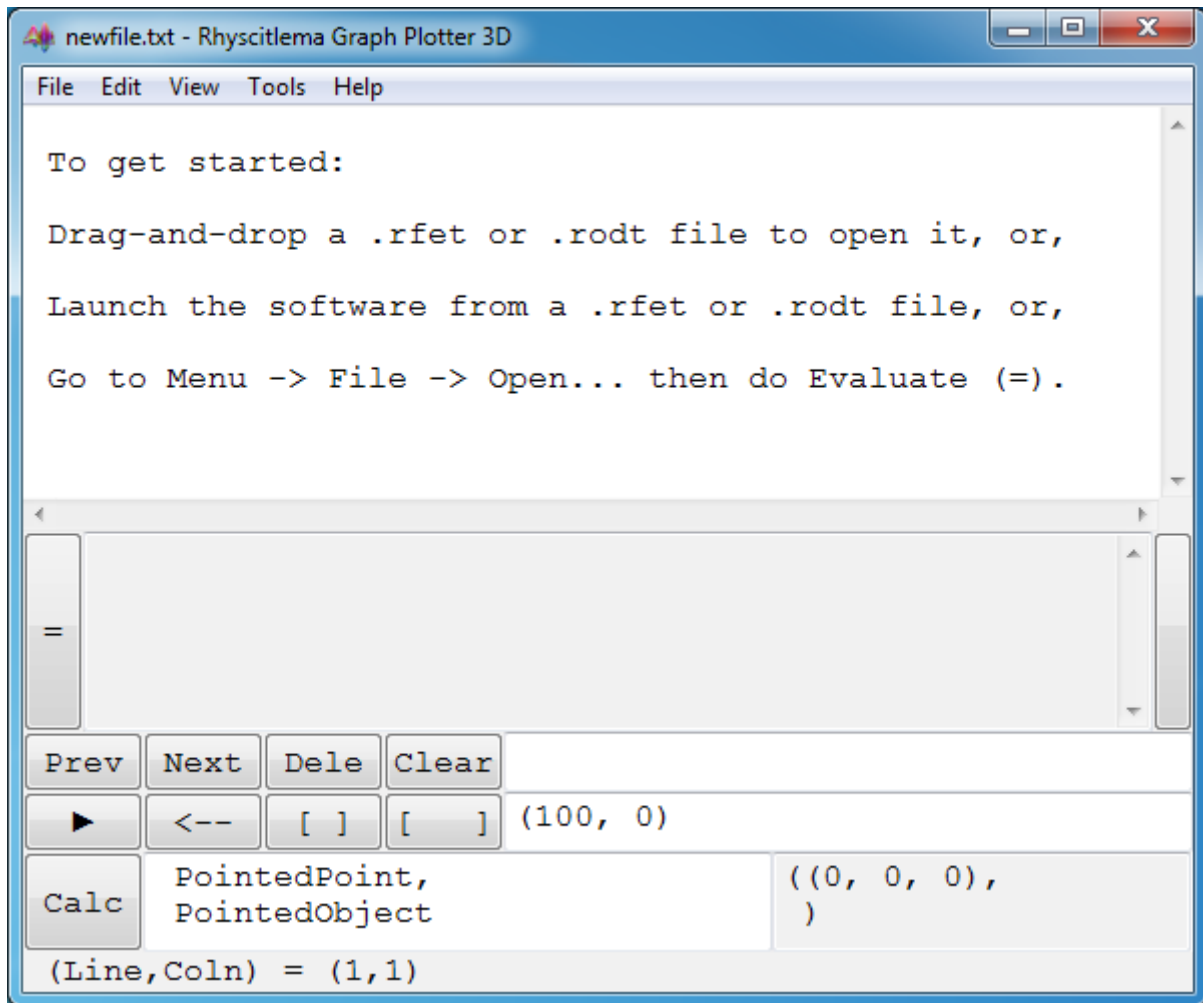 newfile.txt - Rhyscitlema Graph Plotter 3D
File Edit View Tools Help
To get started:
Drag-and-drop a .rfet or .rodt file to open it, or,
Launch the software from a .rfet or .rodt file, or,
Go to Menu -> File -> Open... then do Evaluate (=).
=
Prev Next Dele Clear
► <-- [ ] [ ] (100, 0)
Calc PointedPoint, ((0, 0, 0),
PointedObject )
(Line,Coln) = (1,1)